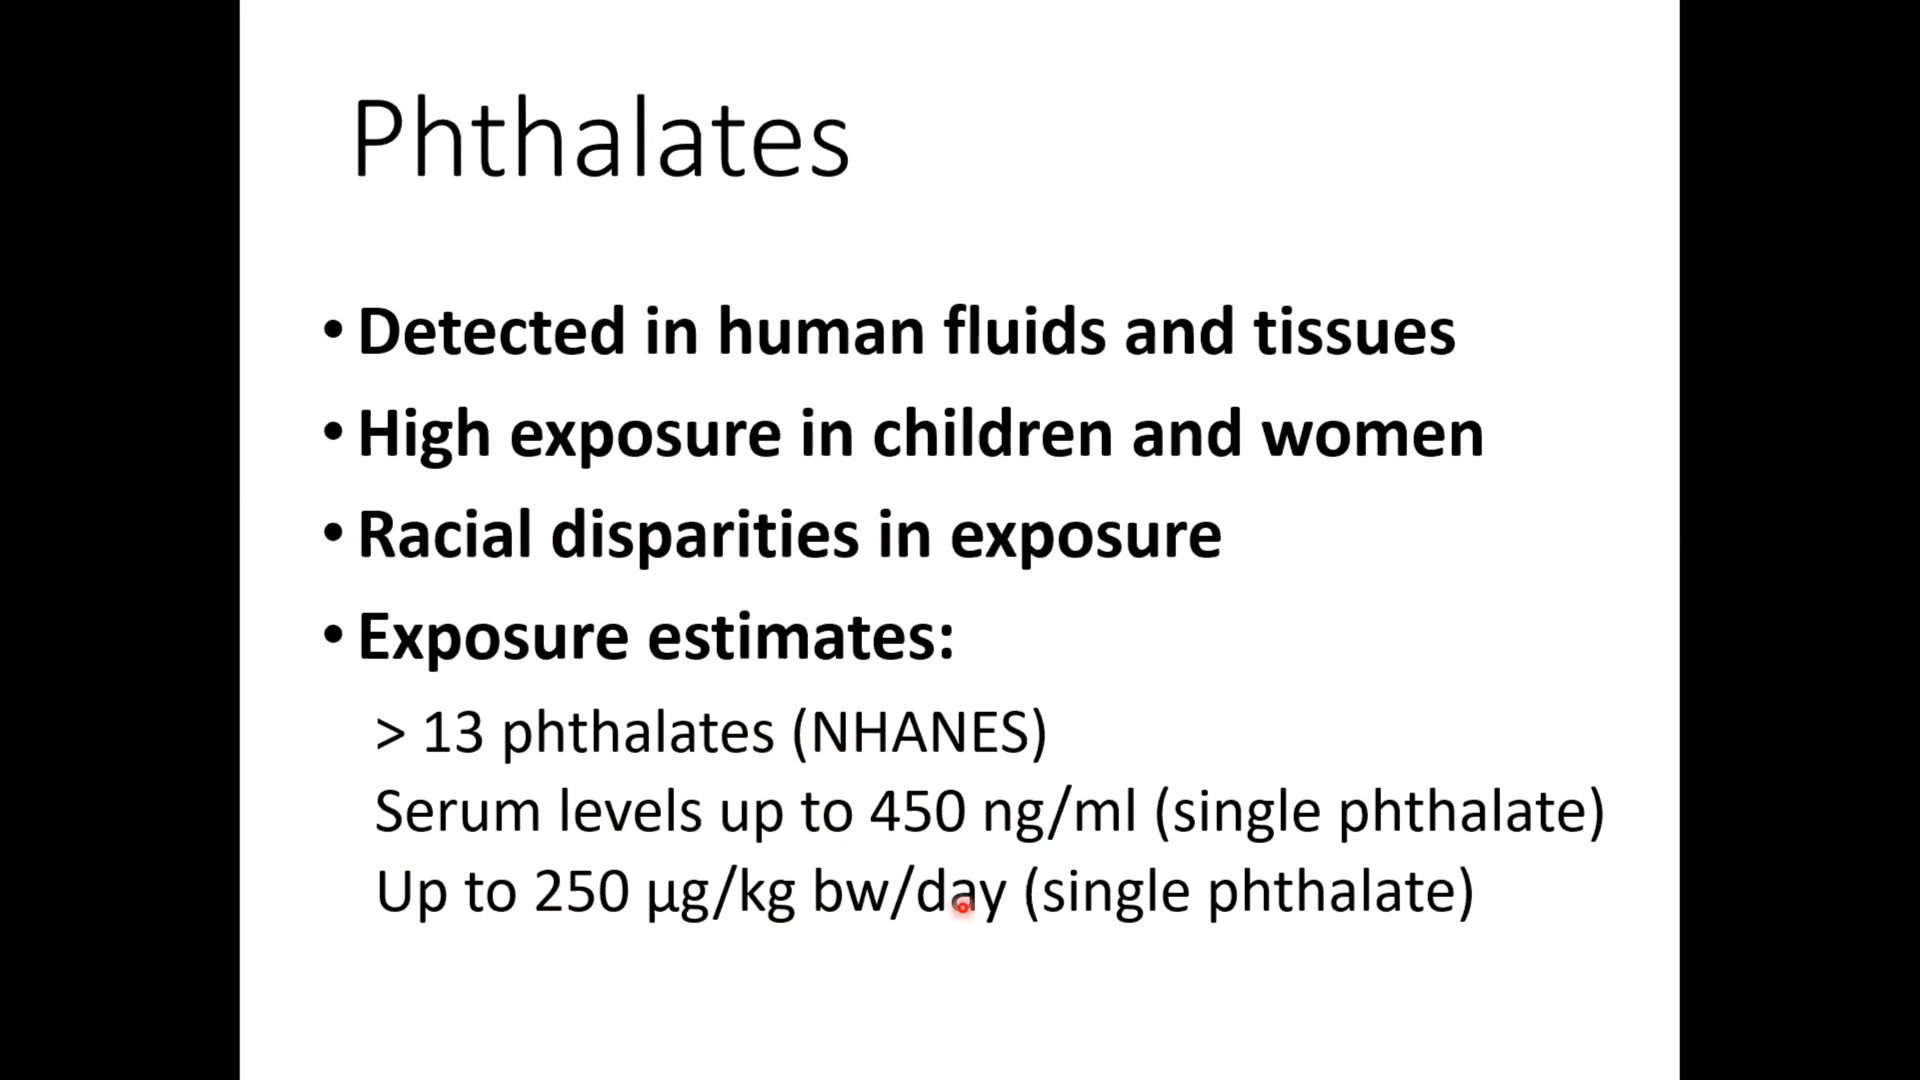 Phthalates
• Detected in human fluids and tissues
• High exposure in children and women
• Racial disparities in exposure
• Exposure estimates:
> 13 phthalates (NHANES)
Serum levels up to 450 ng/ml (single phthalate)
Up to 250 µg/kg bw/day (single phthalate)